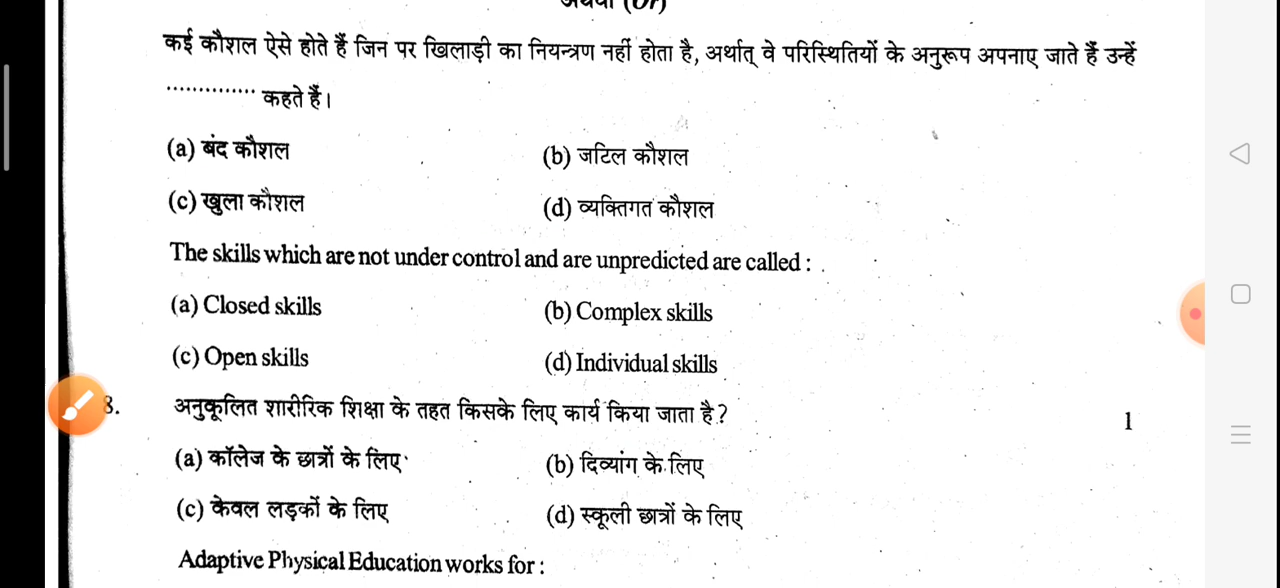 अथवा (Or)
कई कौशल ऐसे होते हैं जिन पर खिलाड़ी का नियन्त्रण नहीं होता है, अर्थात् वे परिस्थितियों के अनुरूप अपनाए जाते हैं उन्हें
.............. कहते हैं।
(a) बंद कौशल (b) जटिल कौशल
(c) खुला कौशल (d) व्यक्तिगत कौशल
The skills which are not under control and are unpredicted are called :
(a) Closed skills (b) Complex skills
(c) Open skills (d) Individual skills
8. अनुकूलित शारीरिक शिक्षा के तहत किसके लिए कार्य किया जाता है? 1
(a) कॉलेज के छात्रों के लिए (b) दिव्यांग के लिए
(c) केवल लड़कों के लिए (d) स्कूली छात्रों के लिए
Adaptive Physical Education works for :